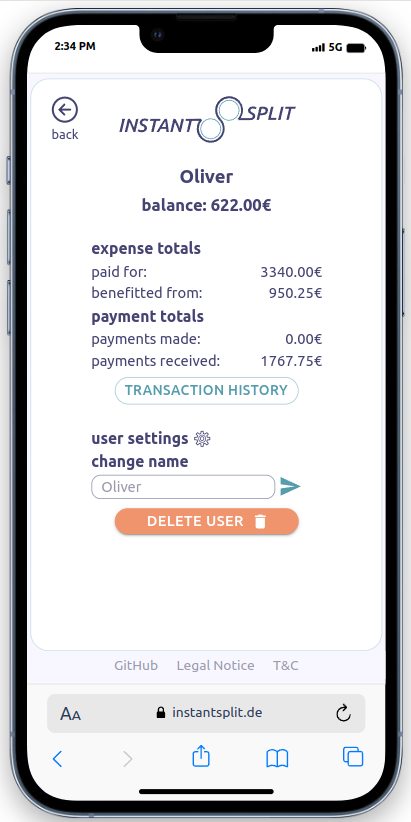 2:34 PM 5G
back
INSTANT SPLIT
Oliver
balance: 622.00€
expense totals
paid for: 3340.00€
benefitted from: 950.25€
payment totals
payments made: 0.00€
payments received: 1767.75€
TRANSACTION HISTORY
user settings
change name
Oliver
DELETE USER
GitHub Legal Notice T&C
AA instantsplit.de